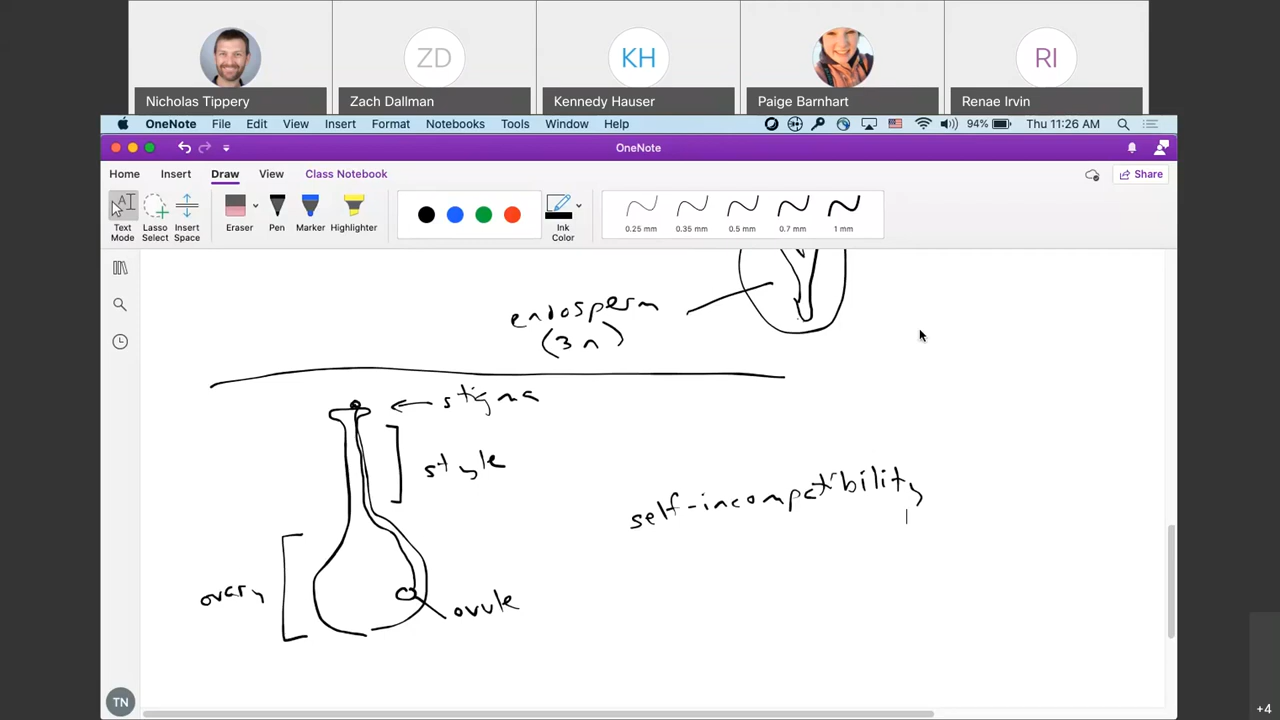 ZD
KH
RI
Nicholas Tippery
Zach Dallman
Kennedy Hauser
Paige Barnhart
Renae Irvin
OneNote File Edit View Insert Format Notebooks Tools Window Help
94% Thu 11:26 AM
OneNote
Home Insert Draw View Class Notebook
Share
Text Mode
Lasso Select
Insert Space
Eraser
Pen
Marker
Highlighter
Ink Color
0.25 mm
0.35 mm
0.5 mm
0.7 mm
1 mm
endosperm
(3n)
stigma
style
self-incompatibility
ovary
ovule
TN
+4